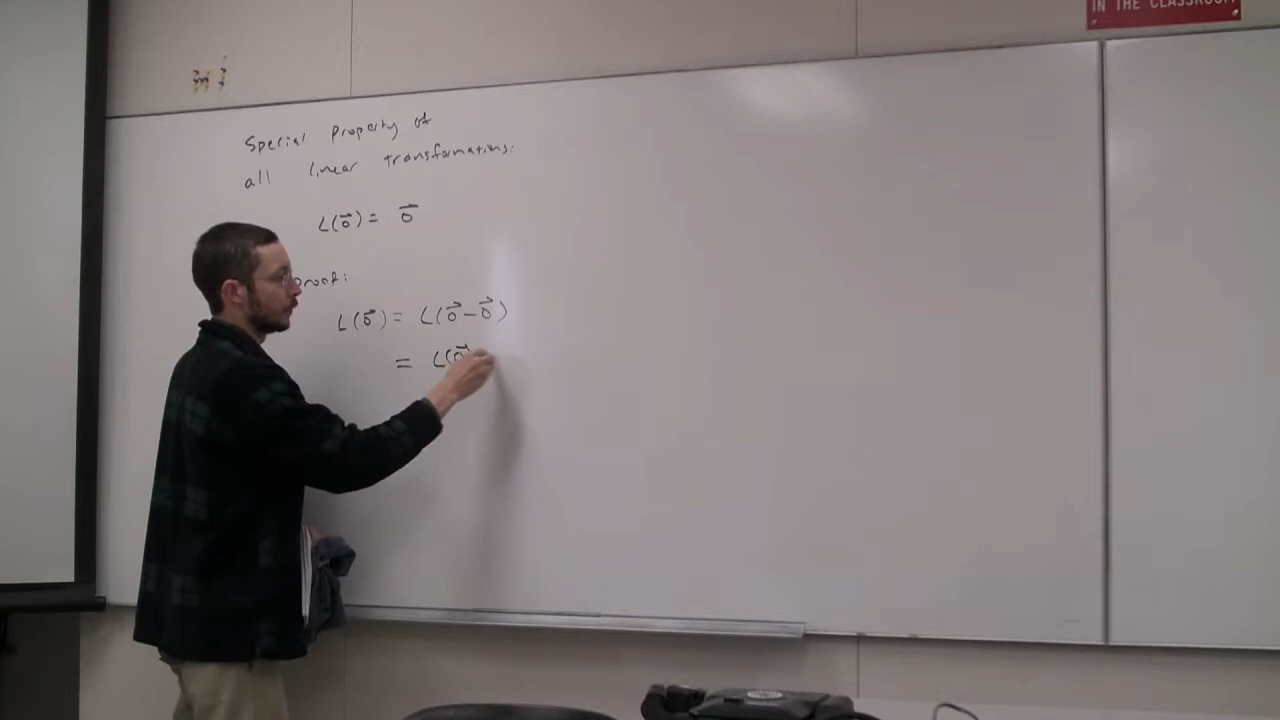 IN THE CLASSROOM
Special property of
all linear transformations:
L(0⃗) = 0⃗
proof:
L(0⃗) = L(0⃗ − 0⃗)
= L(0⃗)